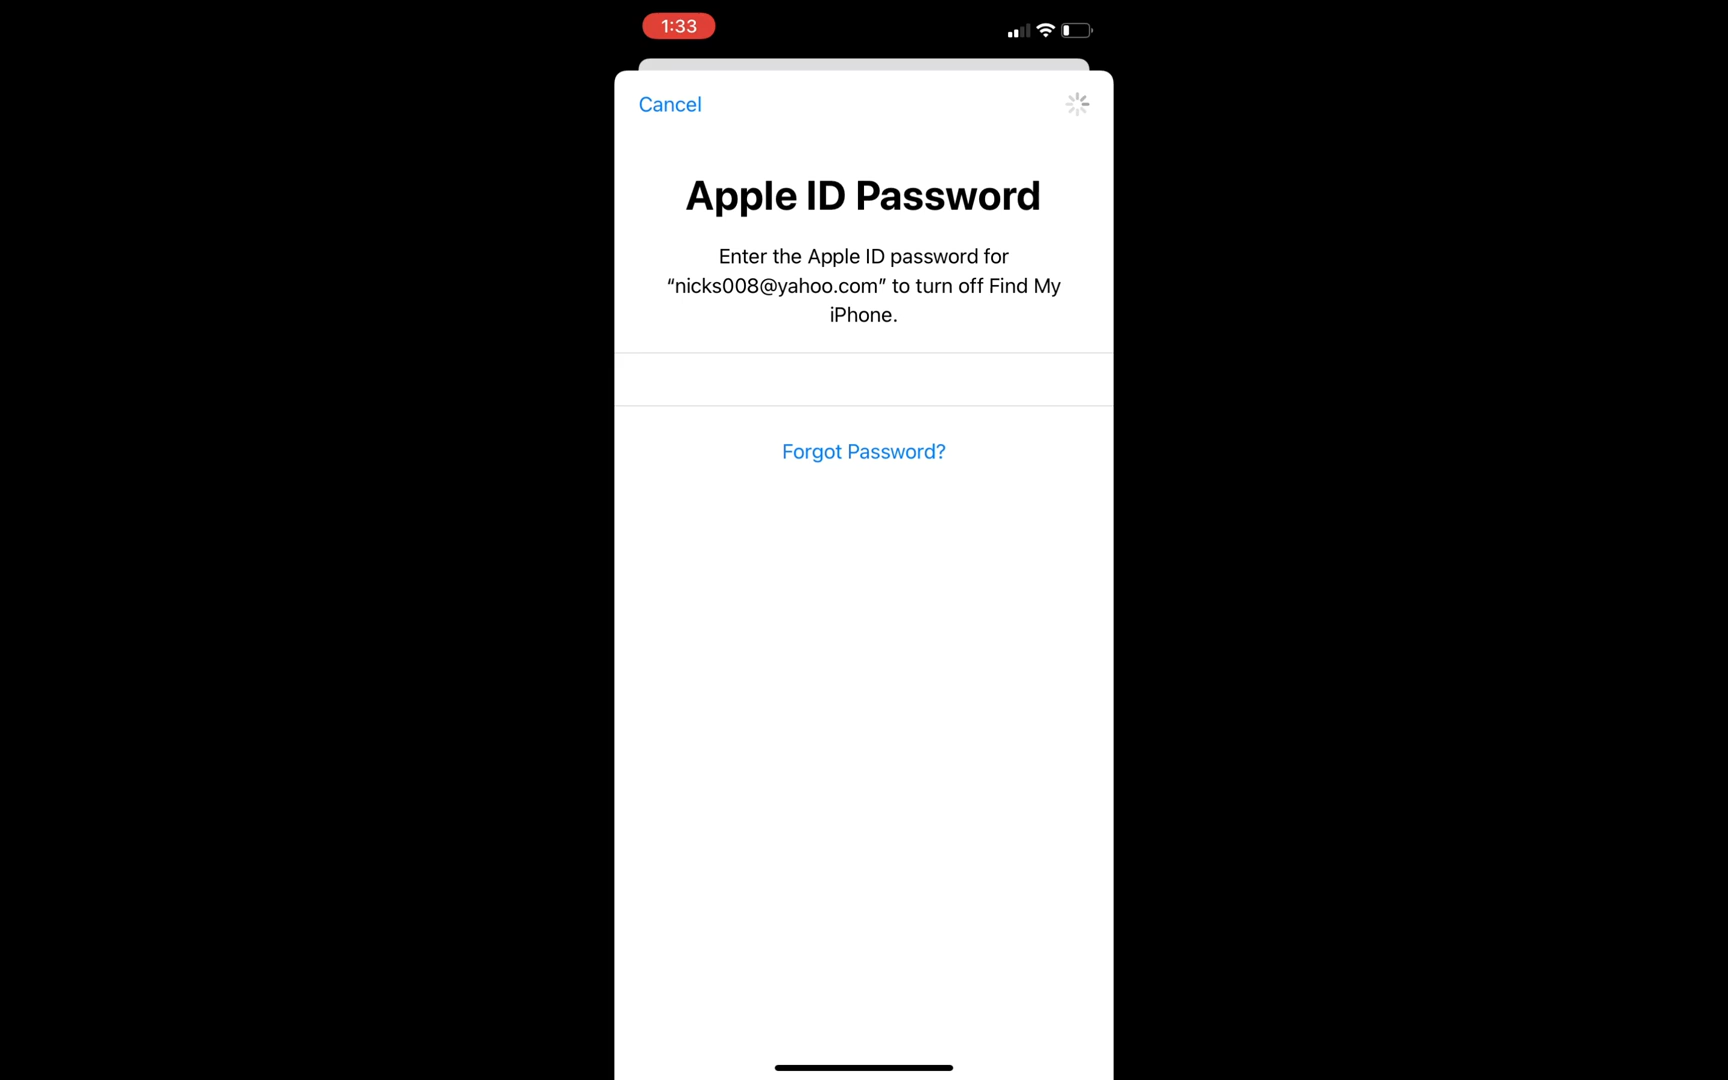 1:33
Cancel
Apple ID Password
Enter the Apple ID password for
“nicks008@yahoo.com” to turn off Find My
iPhone.
Forgot Password?